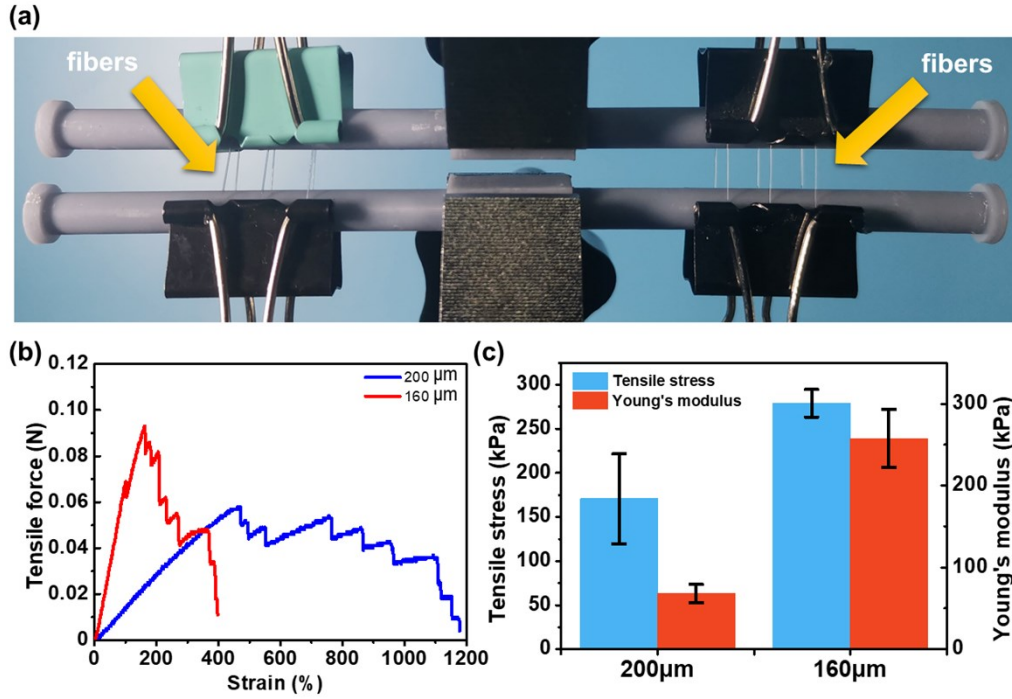 (a)
fibers
fibers
(b)
0.12
0.10
0.08
0.06
0.04
0.02
0
Tensile force (N)
200 μm
160 μm
0 200 400 600 800 1000 1200
Strain (%)
(c)
300
250
200
150
100
50
0
Tensile stress (kPa)
Tensile stress
Young's modulus
300
200
100
0
Young's modulus (kPa)
200μm 160μm